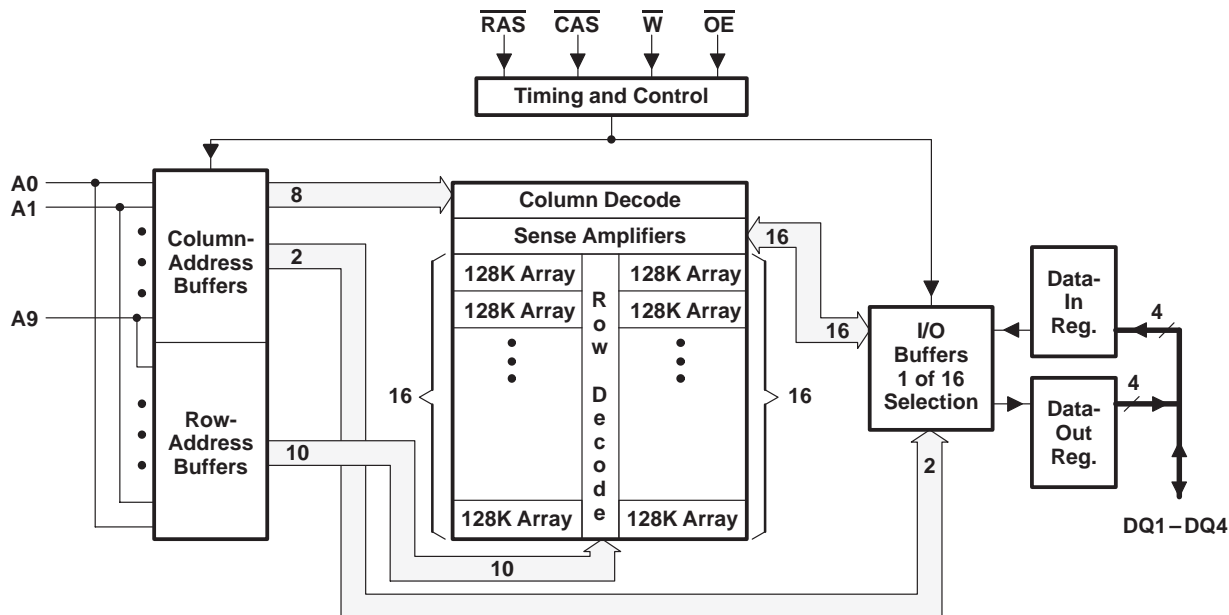 RAS CAS W OE
Timing and Control
A0
A1
A9
Column-
Address
Buffers
Row-
Address
Buffers
8
2
10
10
Column Decode
Sense Amplifiers
128K Array
128K Array
128K Array
128K Array
128K Array
128K Array
Row Decode
16
16
16
16
I/O
Buffers
1 of 16
Selection
2
Data-
In
Reg.
4
Data-
Out
Reg.
4
DQ1 – DQ4